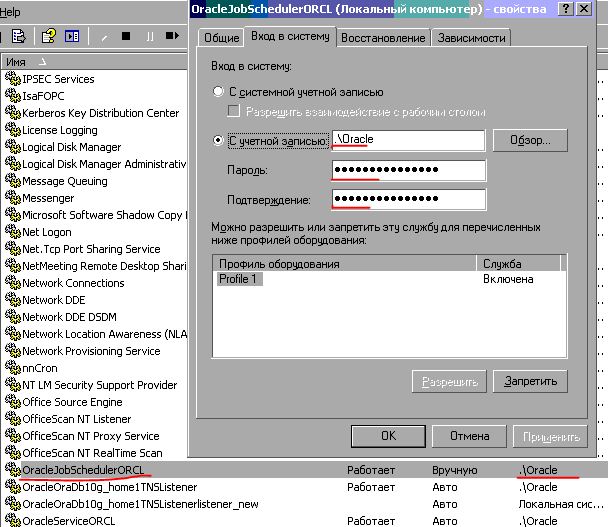 OracleJobSchedulerORCL (Локальный компьютер) - свойства
Help
Общие Вход в систему Восстановление Зависимости
Имя
IPSEC Services
IsaFOPC
Kerberos Key Distribution Center
License Logging
Logical Disk Manager
Logical Disk Manager Administrativ
Message Queuing
Messenger
Microsoft Software Shadow Copy P
Net Logon
Net.Tcp Port Sharing Service
NetMeeting Remote Desktop Sharin
Network Connections
Network DDE
Network DDE DSDM
Network Location Awareness (NLA
Network Provisioning Service
nnCron
NT LM Security Support Provider
Office Source Engine
OfficeScan NT Listener
OfficeScan NT Proxy Service
OfficeScan NT RealTime Scan
Вход в систему:
С системной учетной записью
Разрешить взаимодействие с рабочим столом
С учетной записью: .\Oracle Обзор...
Пароль: ●●●●●●●●●●●●●●●
Подтверждение: ●●●●●●●●●●●●●●●
Можно разрешить или запретить эту службу для перечисленных
ниже профилей оборудования:
Профиль оборудования Служба
Profile 1 Включена
Разрешить Запретить
OK Отмена Применить
OracleJobSchedulerORCL Работает Вручную .\Oracle
OracleOraDb10g_home1TNSListener Работает Авто .\Oracle
OracleOraDb10g_home1TNSListenerlistener_new Авто Локальная сис...
OracleServiceORCL Работает Авто .\Oracle